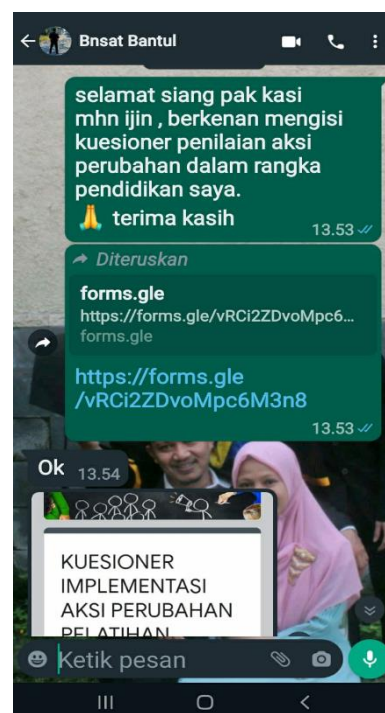 Bnsat Bantul
selamat siang pak kasi
mhn ijin , berkenan mengisi
kuesioner penilaian aksi
perubahan dalam rangka
pendidikan saya.
🙏 terima kasih
13.53
Diteruskan
forms.gle
https://forms.gle/vRCi2ZDvoMpc6...
forms.gle
https://forms.gle
/vRCi2ZDvoMpc6M3n8
13.53
Ok 13.54
KUESIONER
IMPLEMENTASI
AKSI PERUBAHAN
PELATIHAN
Ketik pesan